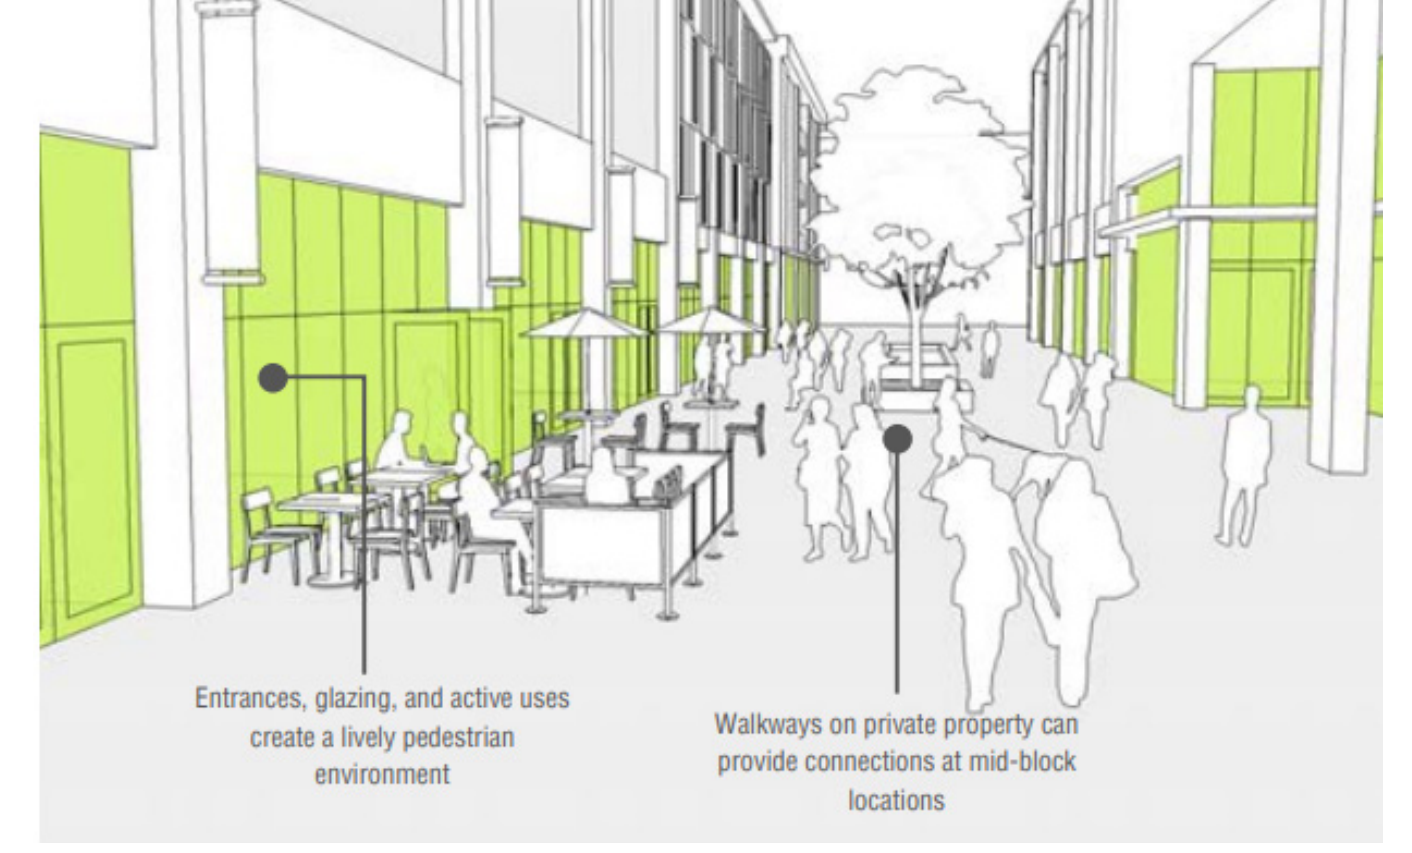 Entrances, glazing, and active uses
create a lively pedestrian
environment
Walkways on private property can
provide connections at mid-block
locations